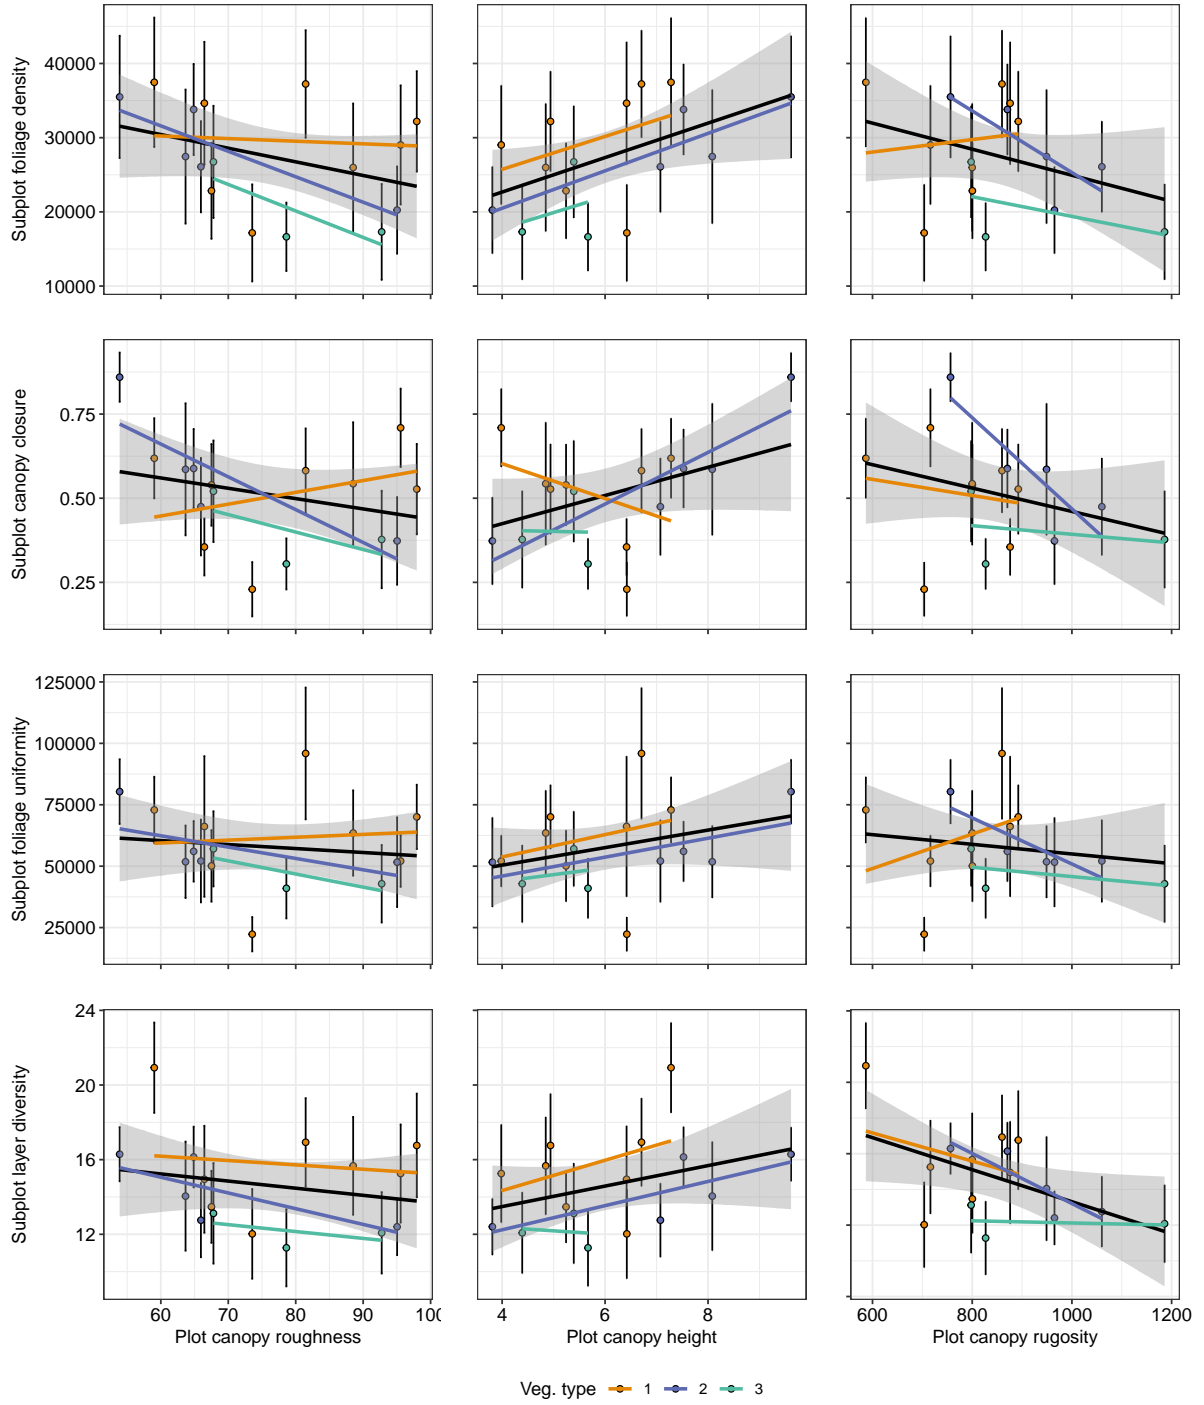 Subplot foliage density
40000
30000
20000
10000
Subplot canopy closure
0.75
0.50
0.25
Subplot foliage uniformity
125000
100000
75000
50000
25000
Subplot layer diversity
24
20
16
12
60 70 80 90 100
4 6 8
600 800 1000 1200
Plot canopy roughness
Plot canopy height
Plot canopy rugosity
Veg. type 1 2 3